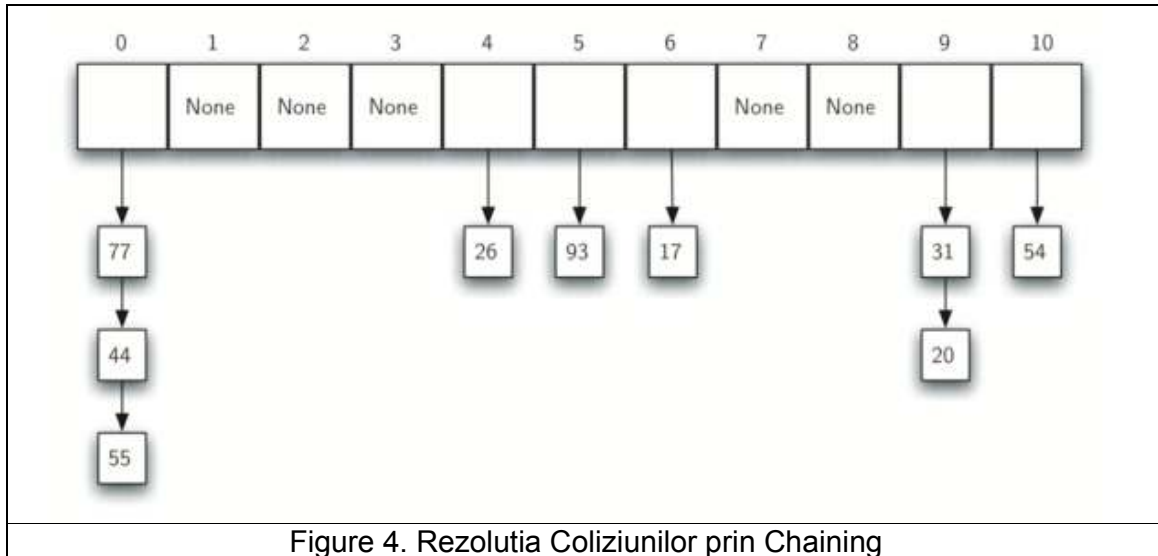 0 1 2 3 4 5 6 7 8 9 10
None None None None None
77 26 93 17 31 54
44 20
55
Figure 4. Rezolutia Coliziunilor prin Chaining